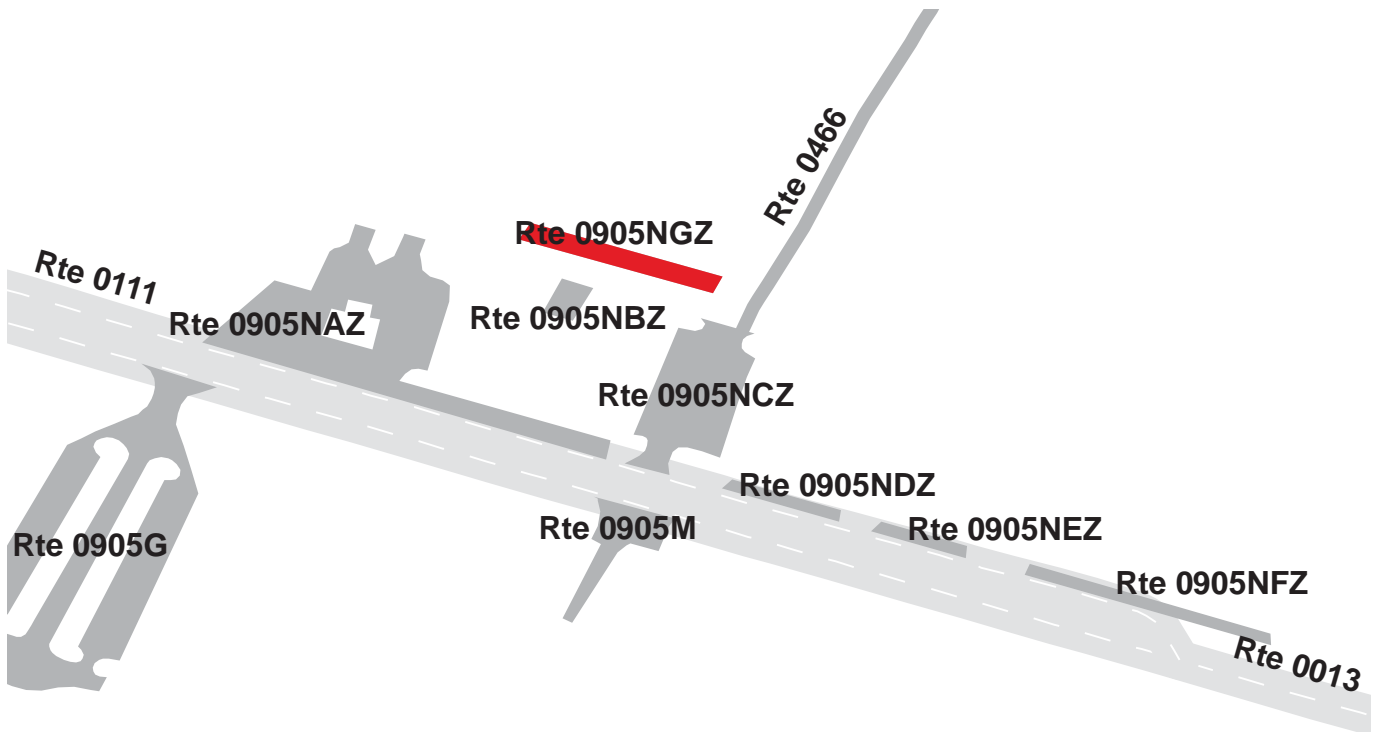 Rte 0466
Rte 0905NGZ
Rte 0111
Rte 0905NAZ
Rte 0905NBZ
Rte 0905NCZ
Rte 0905NDZ
Rte 0905M
Rte 0905NEZ
Rte 0905G
Rte 0905NFZ
Rte 0013